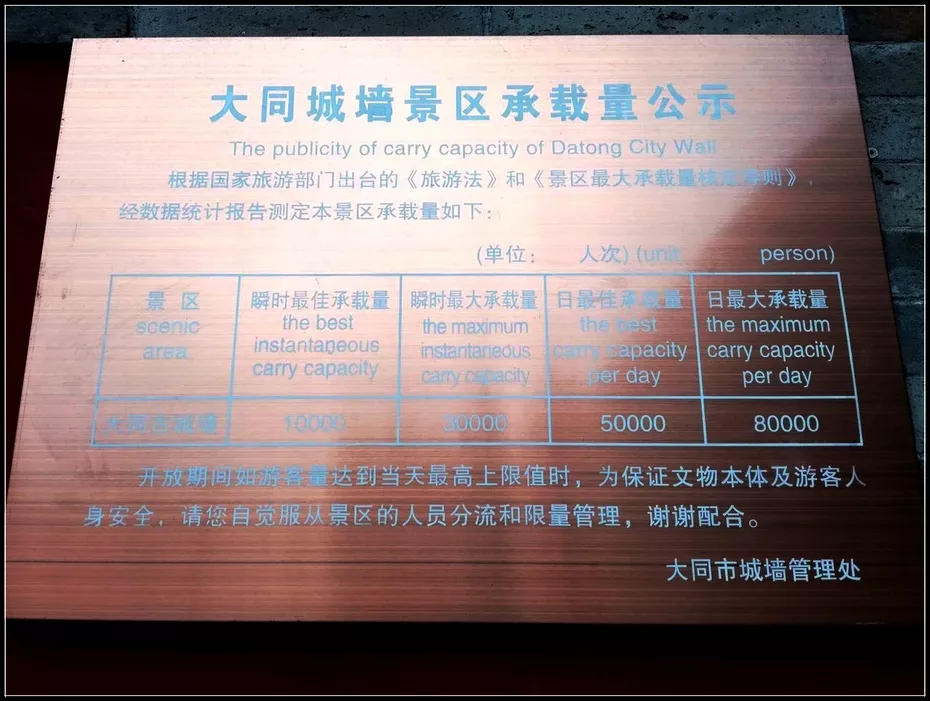 大同城墙景区承载量公示
The publicity of carry capacity of Datong City Wall
根据国家旅游部门出台的《旅游法》和《景区最大承载量核定导则》,
经数据统计报告测定本景区承载量如下：
(单位： 人次) (unit: person)
景 区 瞬时最佳承载量 瞬时最大承载量 日最佳承载量 日最大承载量
scenic the best the maximum the best the maximum
area instantaneous instantaneous carry capacity carry capacity
carry capacity carry capacity per day per day
大同古城墙 10000 30000 50000 80000
开放期间如游客量达到当天最高上限值时，为保证文物本体及游客人
身安全，请您自觉服从景区的人员分流和限量管理，谢谢配合。
大同市城墙管理处